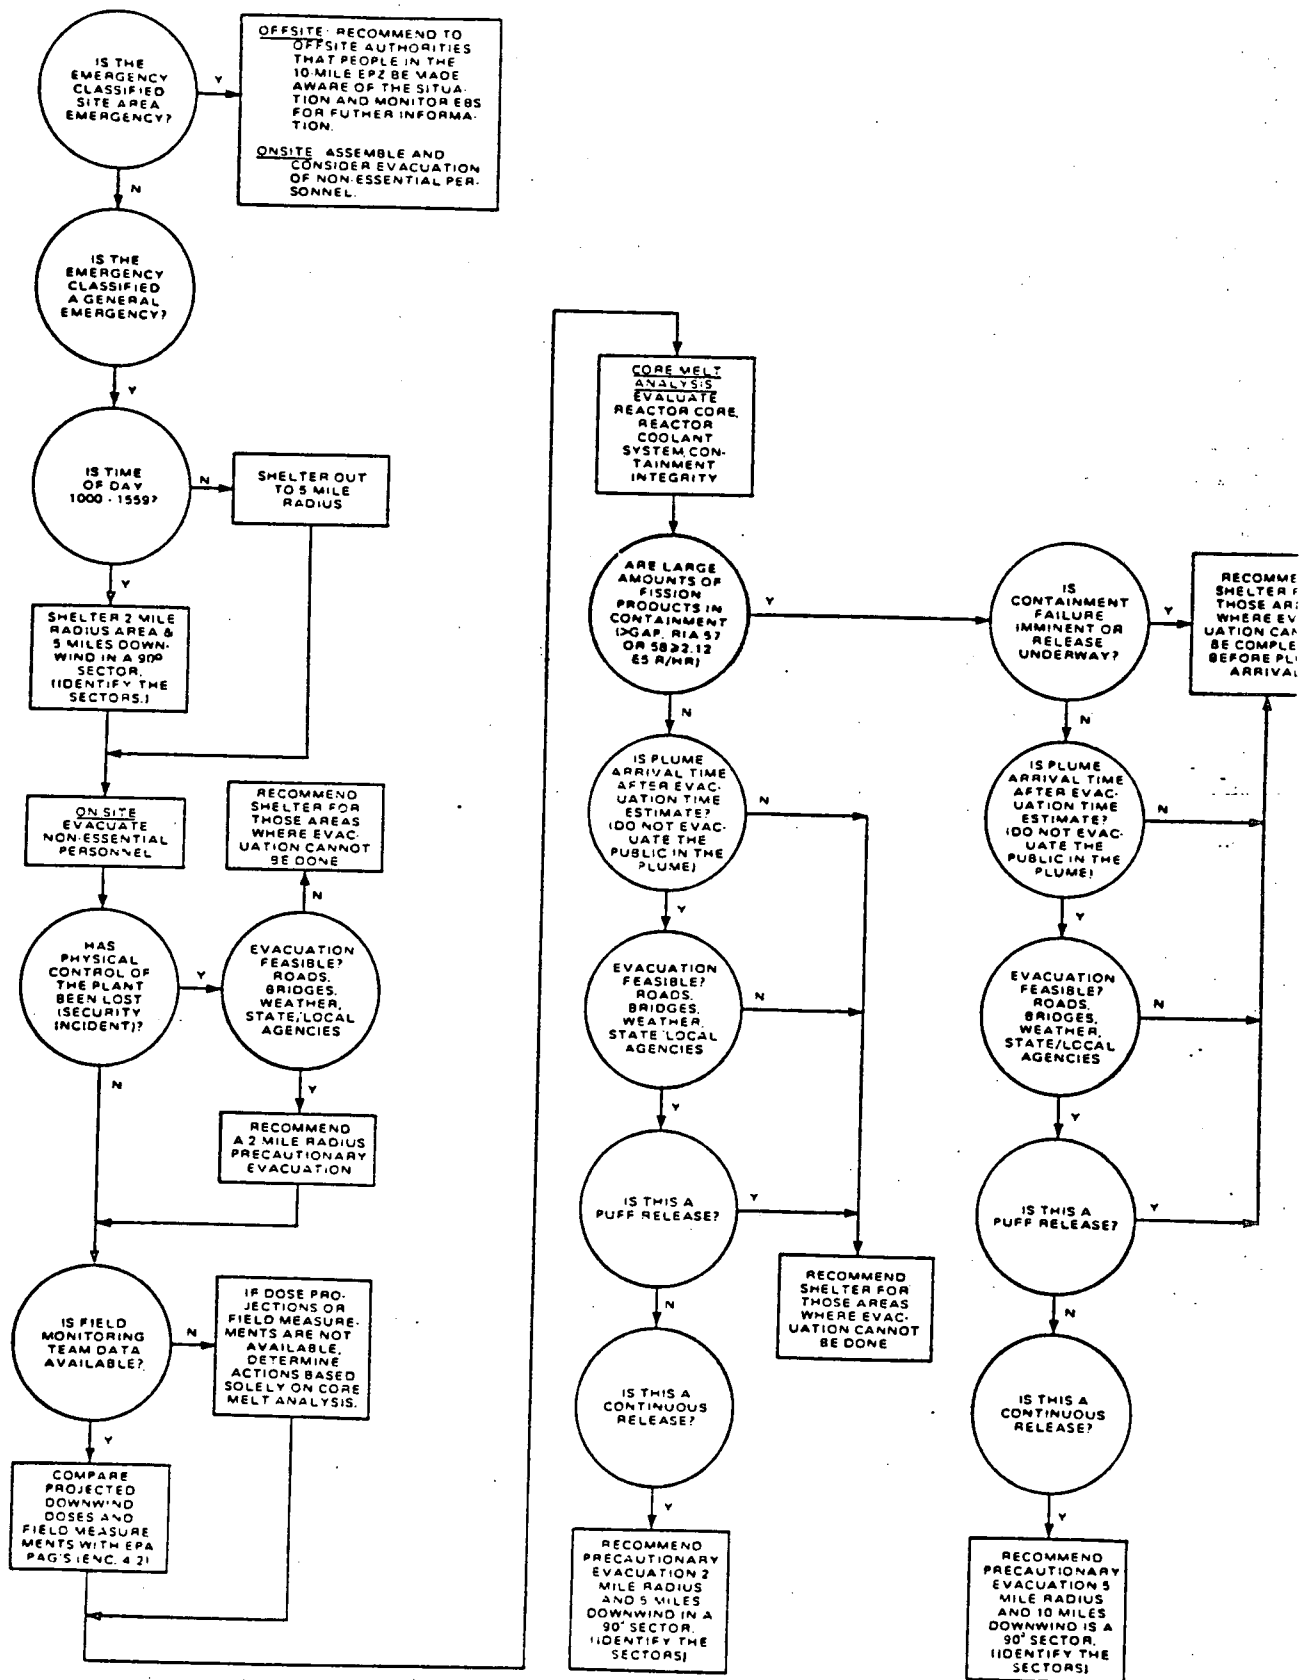 IS THE
EMERGENCY
CLASSIFIED
SITE AREA
EMERGENCY?
Y
OFFSITE: RECOMMEND TO
OFFSITE AUTHORITIES
THAT PEOPLE IN THE
10-MILE EPZ BE MADE
AWARE OF THE SITUA-
TION AND MONITOR EBS
FOR FUTHER INFORMA-
TION.
ONSITE ASSEMBLE AND
CONSIDER EVACUATION
OF NON-ESSENTIAL PER-
SONNEL.
N
IS THE
EMERGENCY
CLASSIFIED
A GENERAL
EMERGENCY?
Y
IS TIME
OF DAY
1000 - 1559?
N
SHELTER OUT
TO 5 MILE
RADIUS
Y
SHELTER 2 MILE
RADIUS AREA &
5 MILES DOWN-
WIND IN A 90°
SECTOR.
(IDENTIFY THE
SECTORS.)
ON SITE
EVACUATE
NON-ESSENTIAL
PERSONNEL
HAS
PHYSICAL
CONTROL OF
THE PLANT
BEEN LOST
(SECURITY
INCIDENT)?
Y
EVACUATION
FEASIBLE?
ROADS,
BRIDGES,
WEATHER,
STATE/LOCAL
AGENCIES
N
RECOMMEND
SHELTER FOR
THOSE AREAS
WHERE EVAC-
UATION CANNOT
BE DONE
Y
RECOMMEND
A 2 MILE RADIUS
PRECAUTIONARY
EVACUATION
N
IS FIELD
MONITORING
TEAM DATA
AVAILABLE?
N
IF DOSE PRO-
JECTIONS OR
FIELD MEASURE-
MENTS ARE NOT
AVAILABLE,
DETERMINE
ACTIONS BASED
SOLELY ON CORE
MELT ANALYSIS.
Y
COMPARE
PROJECTED
DOWNWIND
DOSES AND
FIELD MEASURE
MENTS WITH EPA
PAG'S (ENC. 4.2)
CORE MELT
ANALYSIS
EVALUATE
REACTOR CORE,
REACTOR
COOLANT
SYSTEM, CON-
TAINMENT
INTEGRITY
ARE LARGE
AMOUNTS OF
FISSION
PRODUCTS IN
CONTAINMENT
(>GAP, RIA 57
OR 58≥2.12
E5 R/HR)
Y
N
IS PLUME
ARRIVAL TIME
AFTER EVAC-
UATION TIME
ESTIMATE?
(DO NOT EVAC-
UATE THE
PUBLIC IN THE
PLUME)
N
Y
EVACUATION
FEASIBLE?
ROADS,
BRIDGES,
WEATHER,
STATE LOCAL
AGENCIES
N
Y
IS THIS A
PUFF RELEASE?
Y
RECOMMEND
SHELTER FOR
THOSE AREAS
WHERE EVAC-
UATION CANNOT
BE DONE
N
IS THIS A
CONTINUOUS
RELEASE?
Y
RECOMMEND
PRECAUTIONARY
EVACUATION 2
MILE RADIUS
AND 5 MILES
DOWNWIND IN A
90° SECTOR.
(IDENTIFY THE
SECTORS)
IS
CONTAINMENT
FAILURE
IMMINENT OR
RELEASE
UNDERWAY?
Y
RECOMME
SHELTER F
THOSE AR
WHERE EV
UATION CAN
BE COMPLE
BEFORE PL
ARRIVAL
N
IS PLUME
ARRIVAL TIME
AFTER EVAC-
UATION TIME
ESTIMATE?
(DO NOT EVAC-
UATE THE
PUBLIC IN THE
PLUME)
N
Y
EVACUATION
FEASIBLE?
ROADS,
BRIDGES,
WEATHER,
STATE/LOCAL
AGENCIES
N
Y
IS THIS A
PUFF RELEASE?
Y
N
IS THIS A
CONTINUOUS
RELEASE?
Y
RECOMMEND
PRECAUTIONARY
EVACUATION 5
MILE RADIUS
AND 10 MILES
DOWNWIND IS A
90° SECTOR.
(IDENTIFY THE
SECTORS)